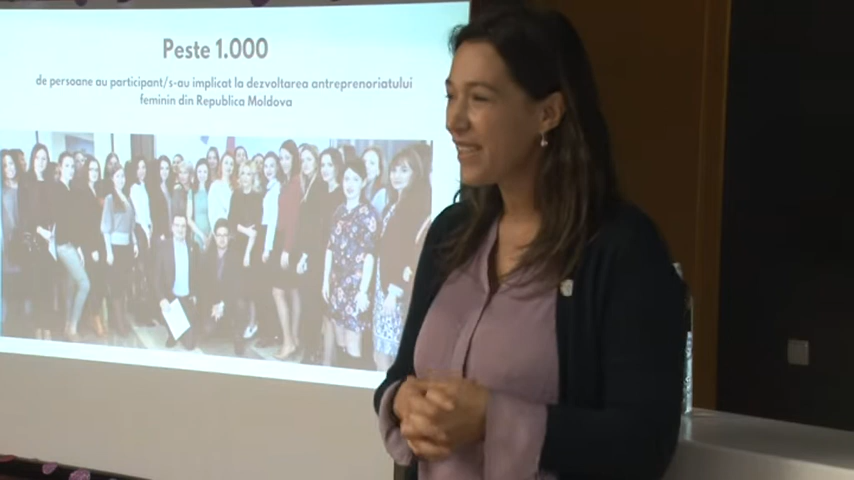 Peste 1.000
de persoane au participant/s-au implicat la dezvoltarea antreprenoriatului
feminin din Republica Moldova